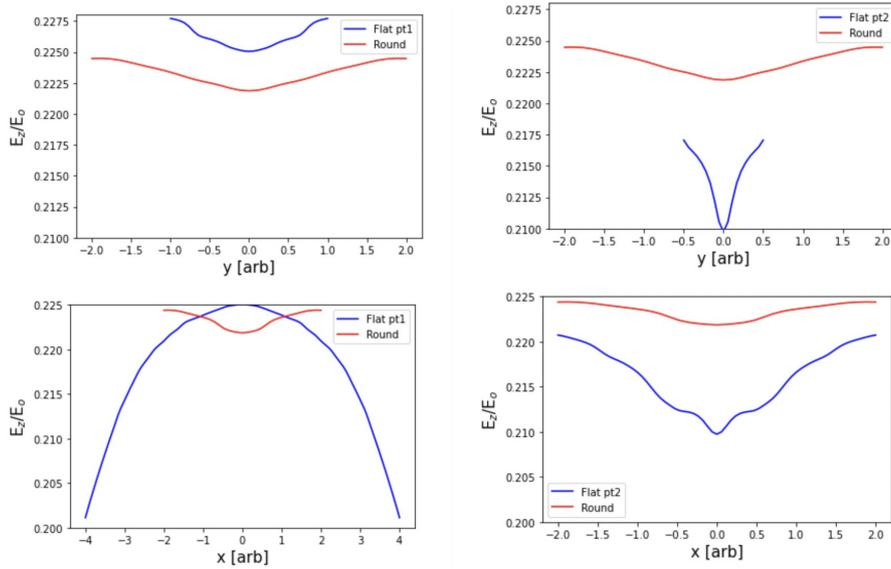 0.2275
0.2250
0.2225
0.2200
0.2175
0.2150
0.2125
0.2100
E_z/E_o
Flat pt1
Round
−2.0 −1.5 −1.0 −0.5 0.0 0.5 1.0 1.5 2.0
y [arb]
0.2275
0.2250
0.2225
0.2200
0.2175
0.2150
0.2125
0.2100
E_z/E_o
Flat pt2
Round
−2.0 −1.5 −1.0 −0.5 0.0 0.5 1.0 1.5 2.0
y [arb]
0.225
0.220
0.215
0.210
0.205
0.200
E_z/E_o
Flat pt1
Round
−4 −3 −2 −1 0 1 2 3 4
x [arb]
0.225
0.220
0.215
0.210
0.205
0.200
E_z/E_o
Flat pt2
Round
−2.0 −1.5 −1.0 −0.5 0.0 0.5 1.0 1.5 2.0
x [arb]